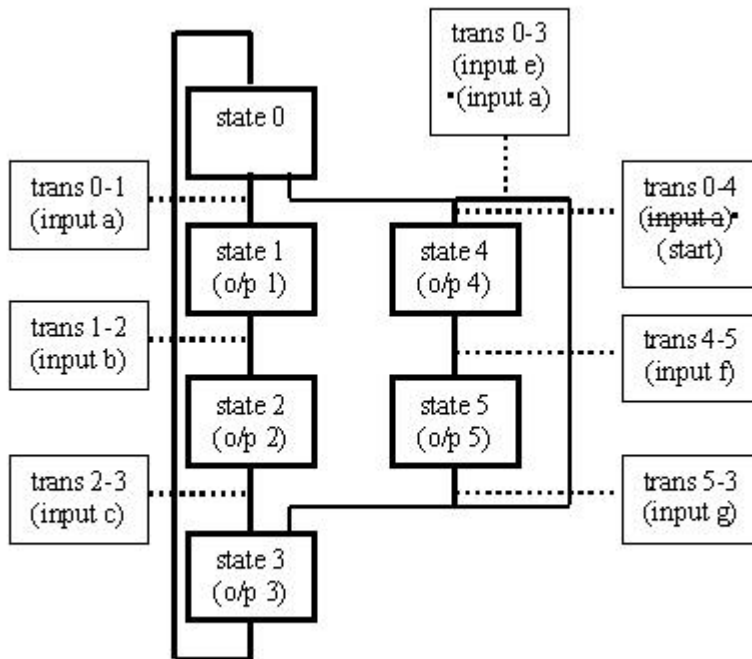 trans 0-3
(input e)
▪(input a)
state 0
trans 0-1
(input a)
trans 0-4
(input a)▪
(start)
state 1
(o/p 1)
state 4
(o/p 4)
trans 1-2
(input b)
trans 4-5
(input f)
state 2
(o/p 2)
state 5
(o/p 5)
trans 2-3
(input c)
trans 5-3
(input g)
state 3
(o/p 3)